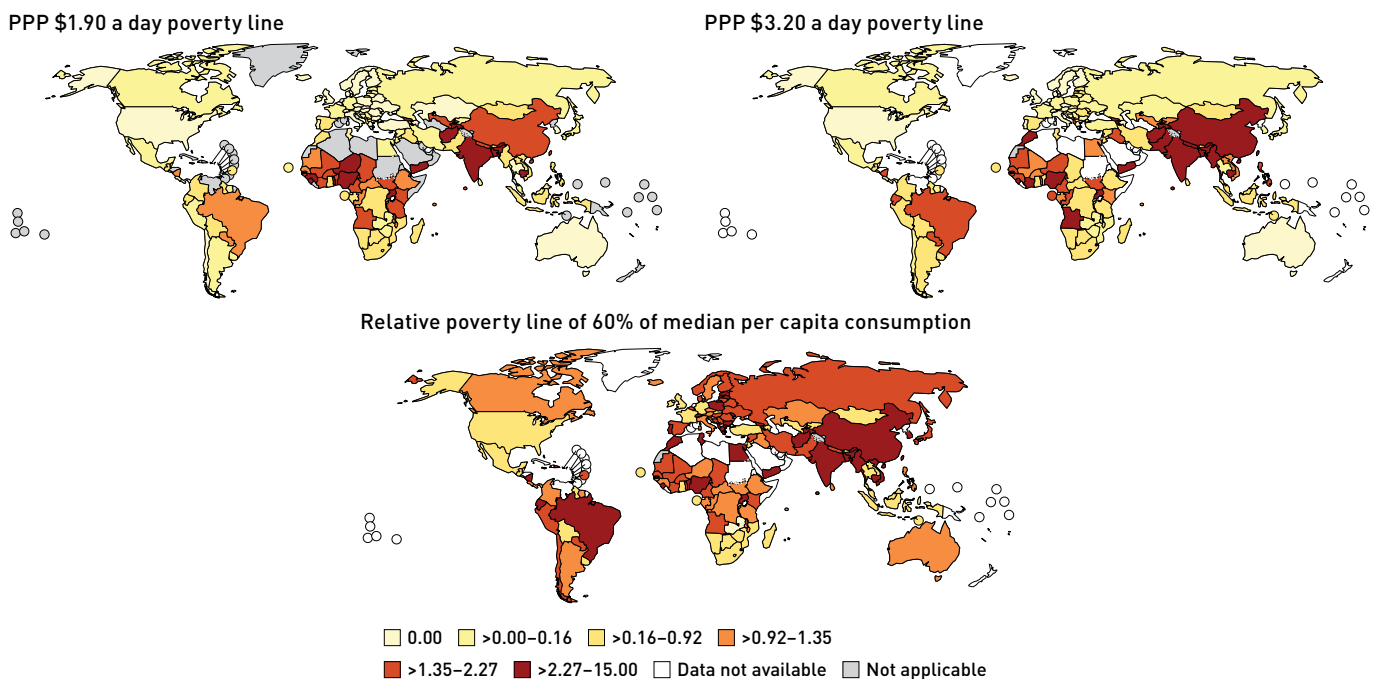 PPP $1.90 a day poverty line
PPP $3.20 a day poverty line
Relative poverty line of 60% of median per capita consumption
0.00 >0.00–0.16 >0.16–0.92 >0.92–1.35
>1.35–2.27 >2.27–15.00 Data not available Not applicable